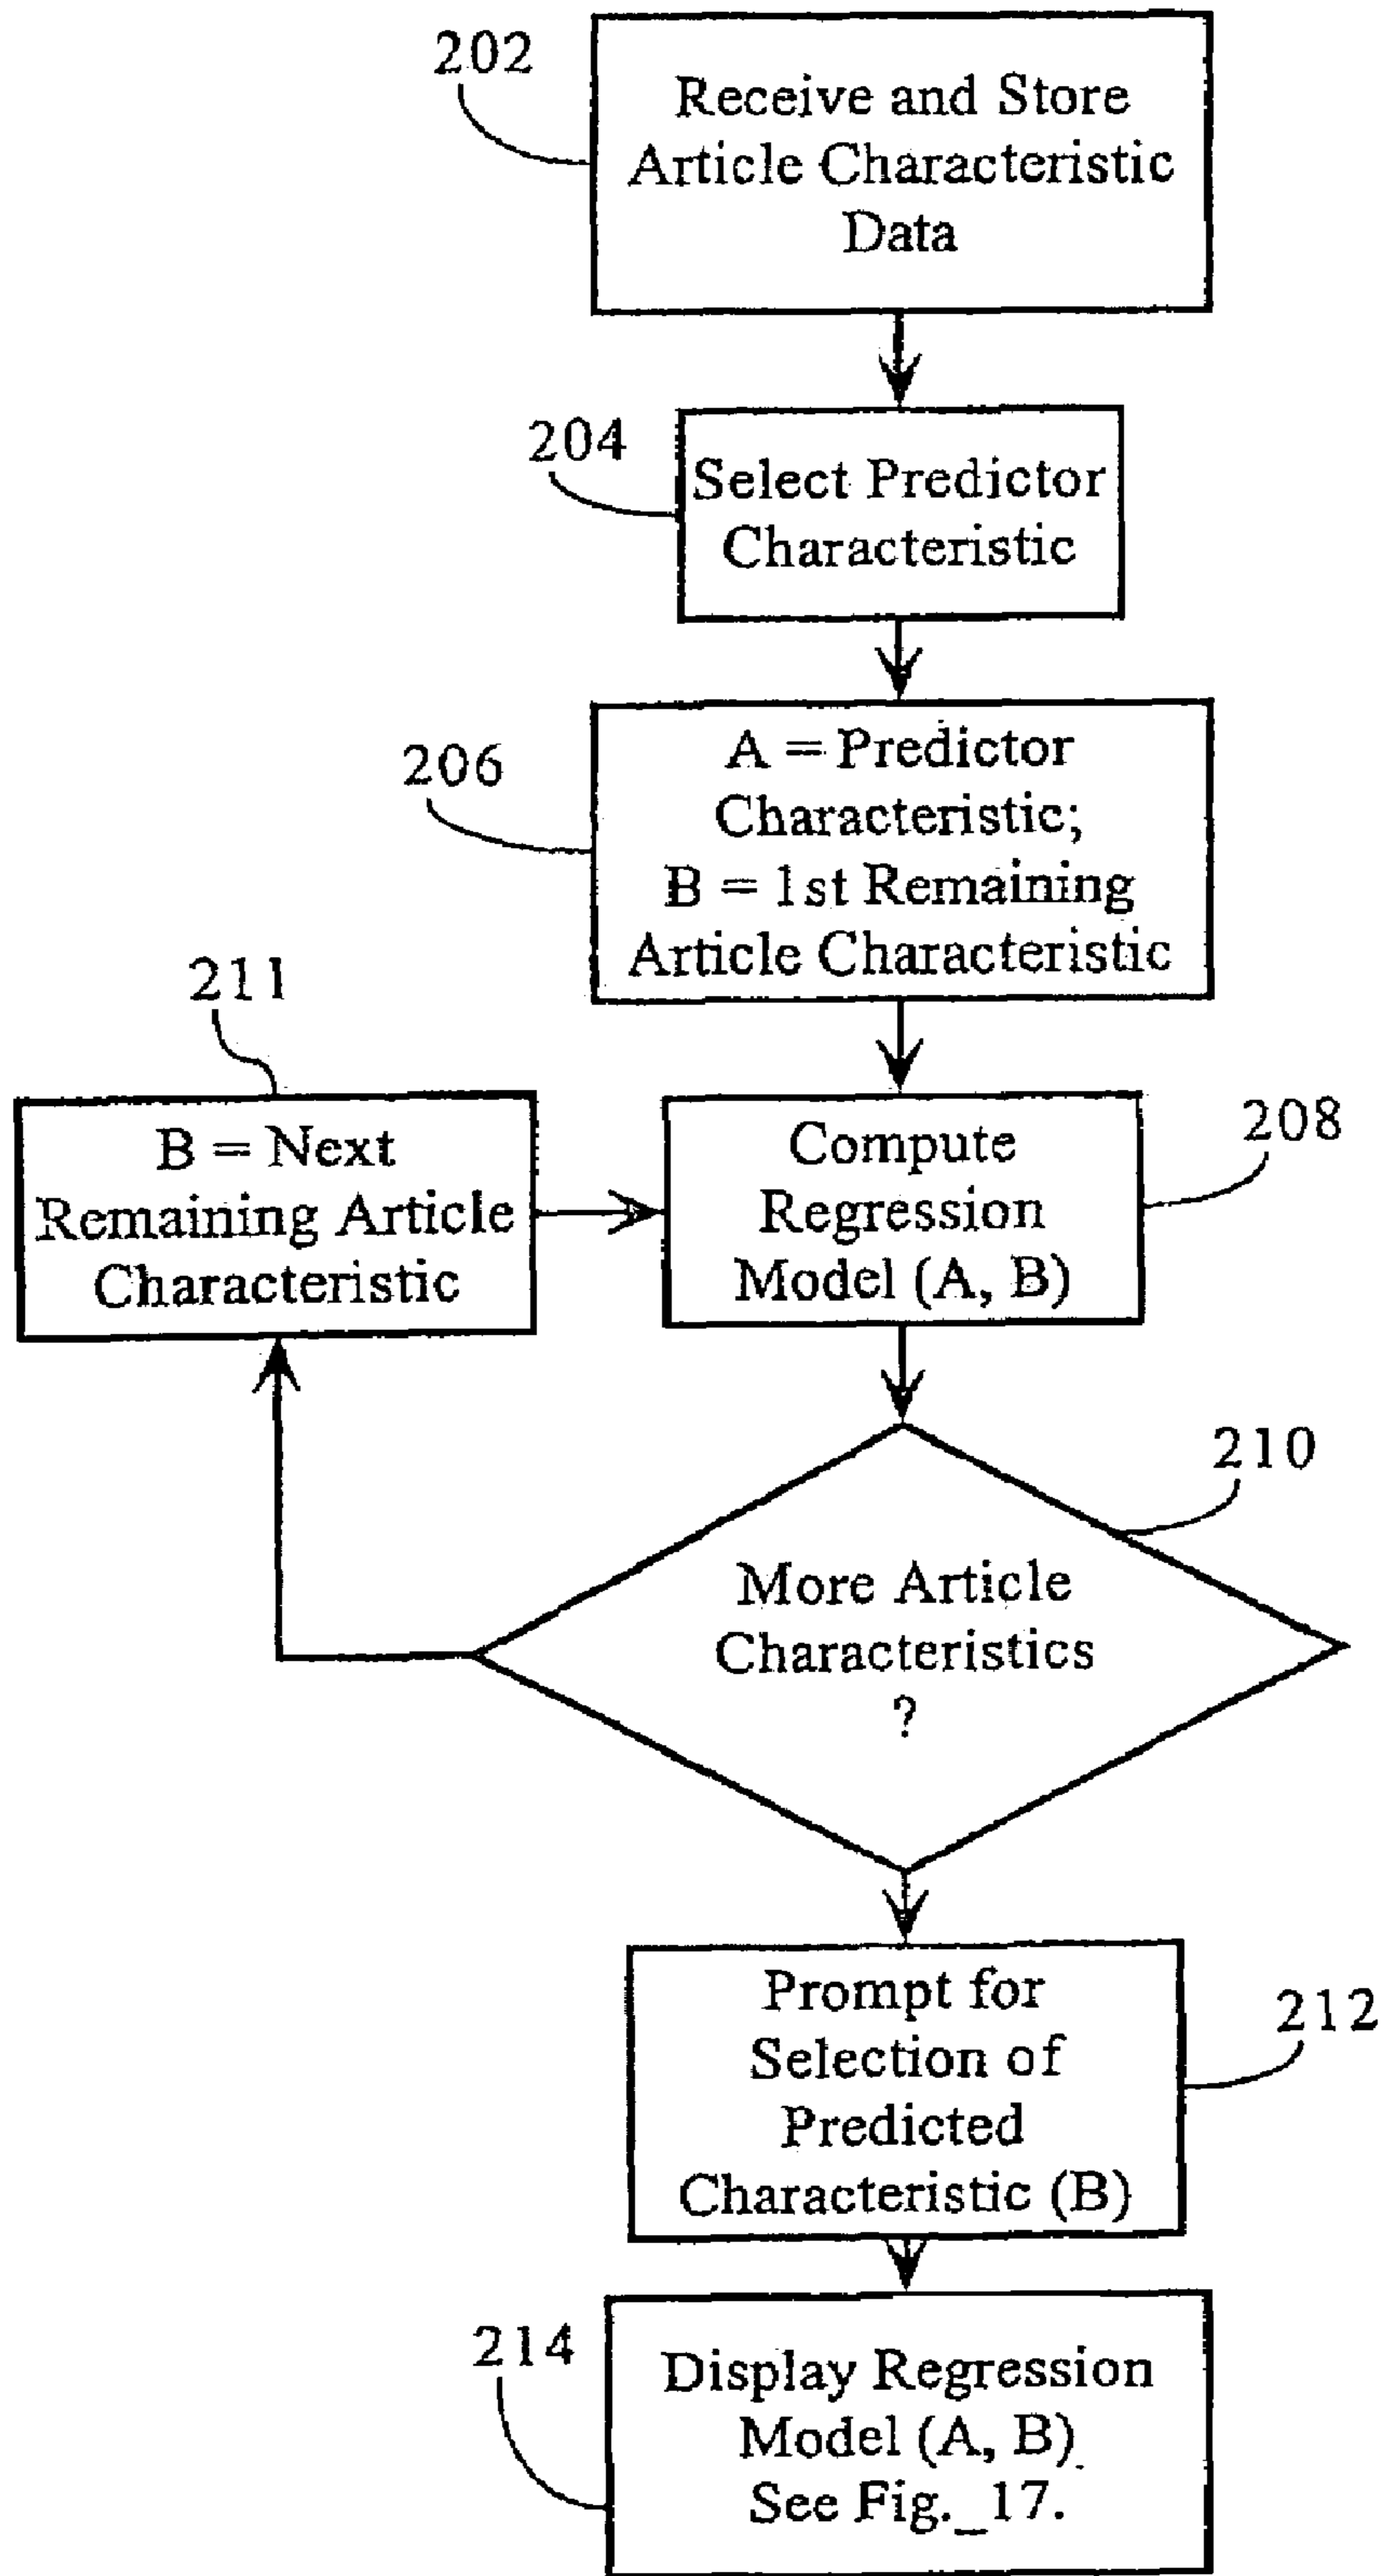 202
Receive and Store
Article Characteristic
Data
204
Select Predictor
Characteristic
206
A = Predictor
Characteristic;
B = 1st Remaining
Article Characteristic
211
B = Next
Remaining Article
Characteristic
208
Compute
Regression
Model (A, B)
210
More Article
Characteristics
?
212
Prompt for
Selection of
Predicted
Characteristic (B)
214
Display Regression
Model (A, B)
See Fig._17.